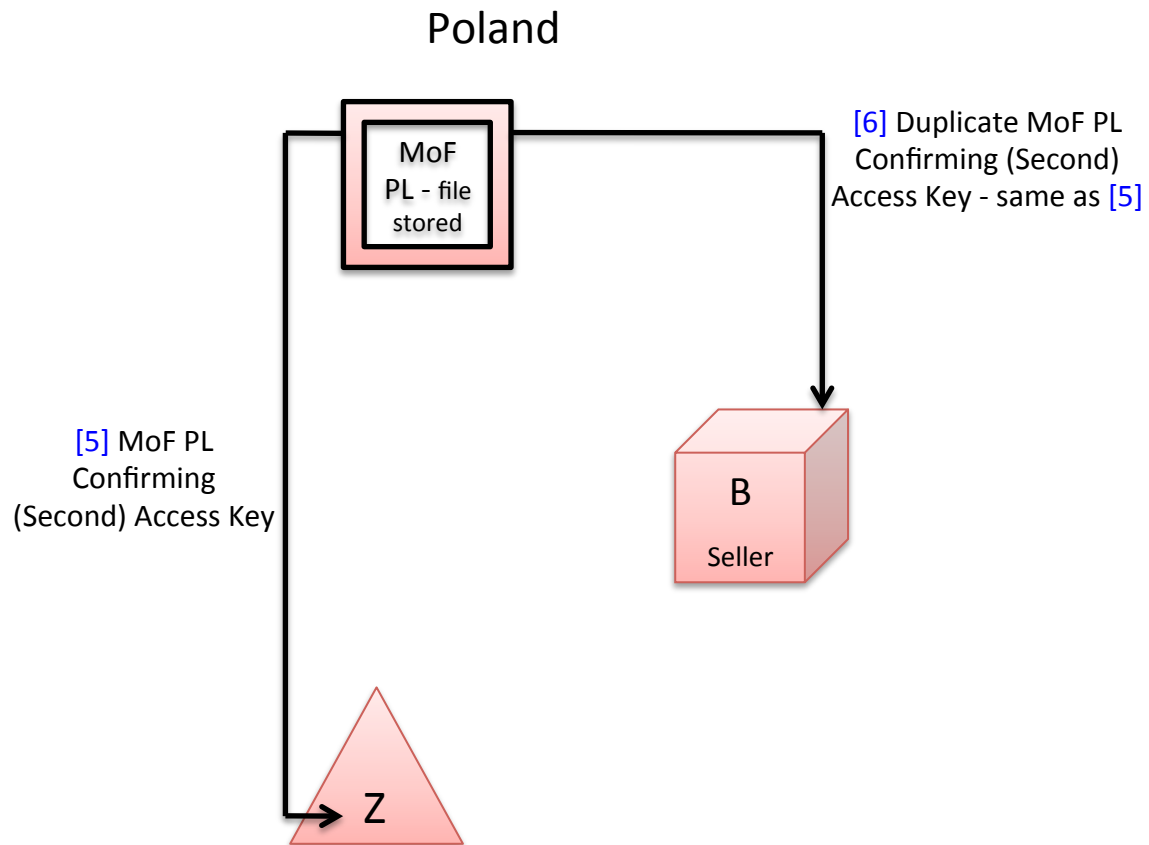 Poland
MoF
PL - file
stored
[6] Duplicate MoF PL
Confirming (Second)
Access Key - same as [5]
[5] MoF PL
Confirming
(Second) Access Key
B
Seller
Z